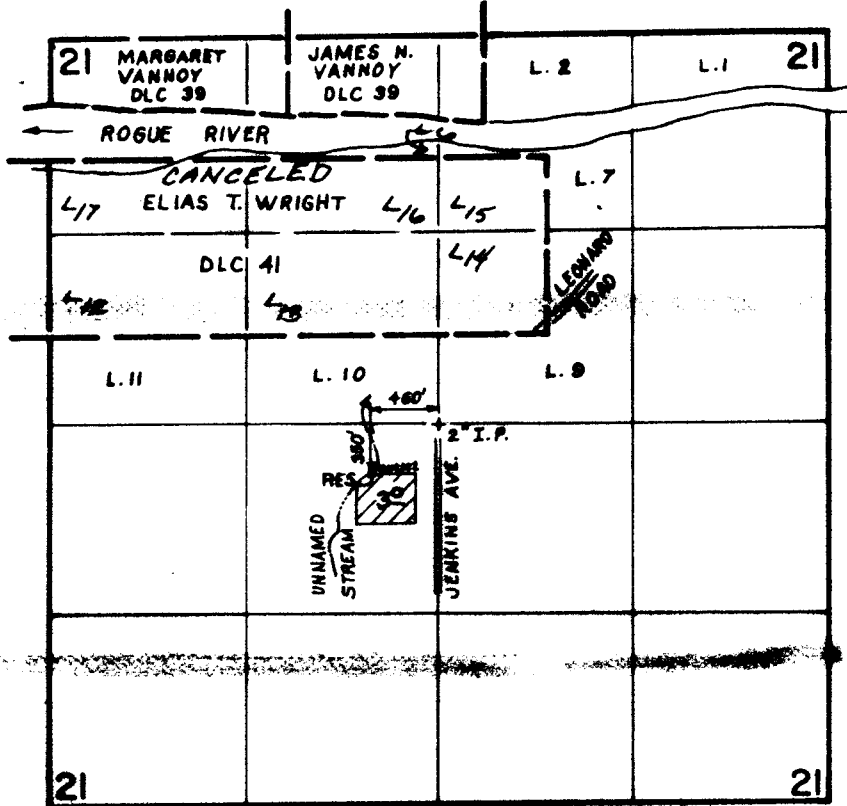 21
MARGARET
VANNOY
DLC 39
JAMES N.
VANNOY
DLC 39
L. 2
L. 1
21
ROGUE RIVER
CANCELED
L. 7
L/17
ELIAS T. WRIGHT
L/16
L/15
DLC 41
L/14
LEONARD
ROAD
L/12
L/13
L. 11
L. 10
L. 9
460'
2" I.P.
RES.
UNNAMED
STREAM
JENKINS AVE.
21
21